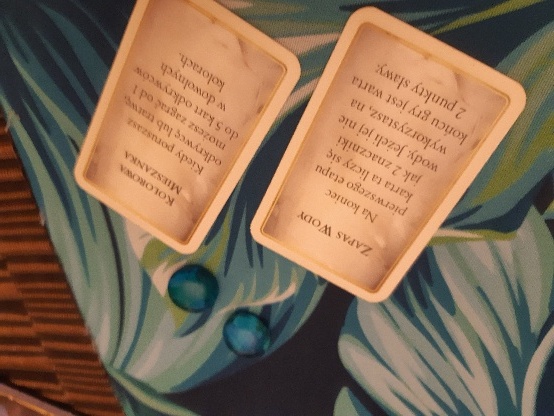 KOLOROWA
MIESZANKA
Kiedy poruszasz
odkrywcę lub tratwę,
możesz zagrać od 1
do 5 kart odkrywców
w dowolnych
kolorach.
ZAPAS WODY
Na koniec
pierwszego etapu
karta ta liczy się
jak 2 znaczniki
wody. Jeżeli jej nie
wykorzystasz, na
końcu gry jest warta
2 punkty sławy.